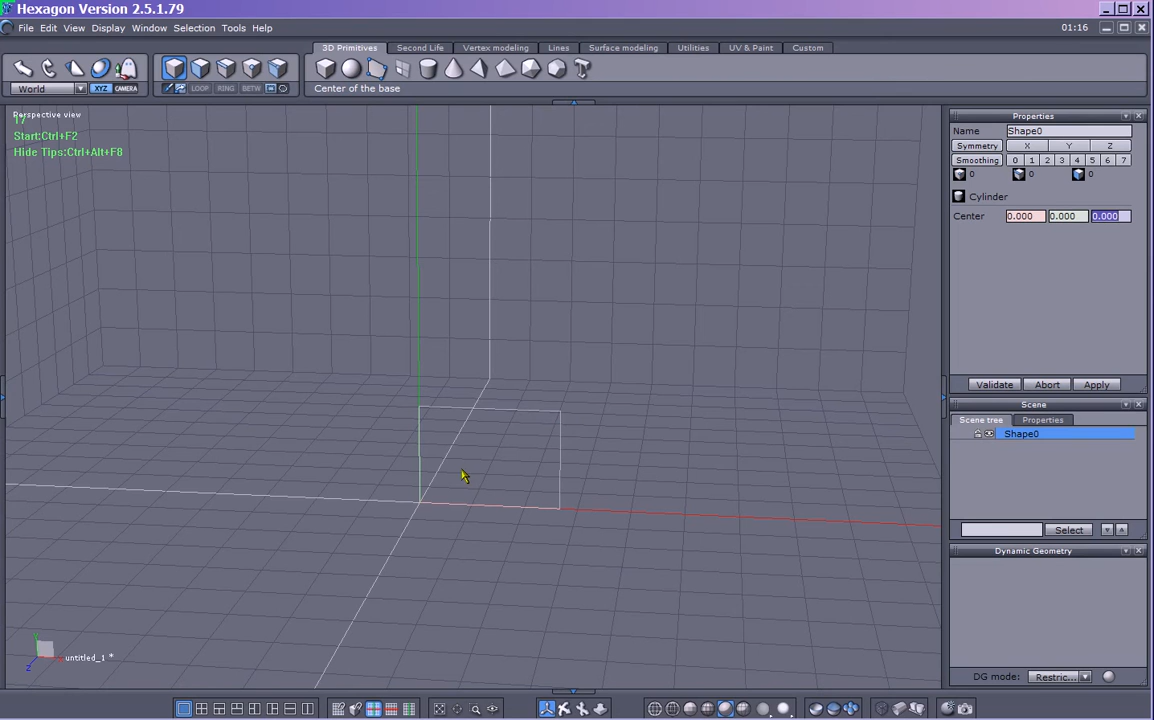 Hexagon Version 2.5.1.79
File Edit View Display Window Selection Tools Help 01:16
3D Primitives Second Life Vertex modeling Lines Surface modeling Utilities UV & Paint Custom
World XYZ CAMERA LOOP RING BETW Center of the base
Perspective view
17
Start:Ctrl+F2
Hide Tips:Ctrl+Alt+F8
Properties
Name Shape0
Symmetry X Y Z
Smoothing 0 1 2 3 4 5 6 7
0 0 0
Cylinder
Center 0.000 0.000 0.000
Validate Abort Apply
Scene
Scene tree Properties
Shape0
Select
Dynamic Geometry
DG mode: Restric...
Y
Z
untitled_1 *